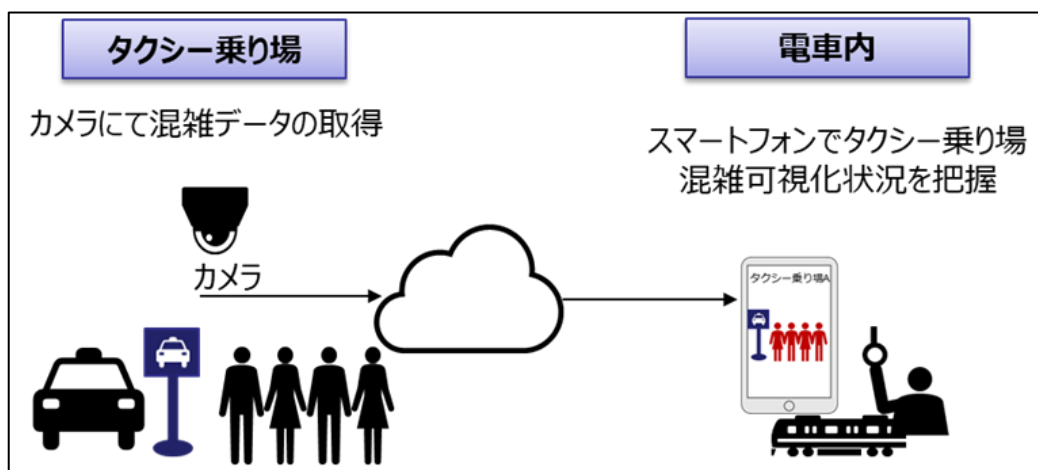 タクシー乗り場
カメラにて混雑データの取得
カメラ
電車内
スマートフォンでタクシー乗り場
混雑可視化状況を把握
タクシー乗り場A